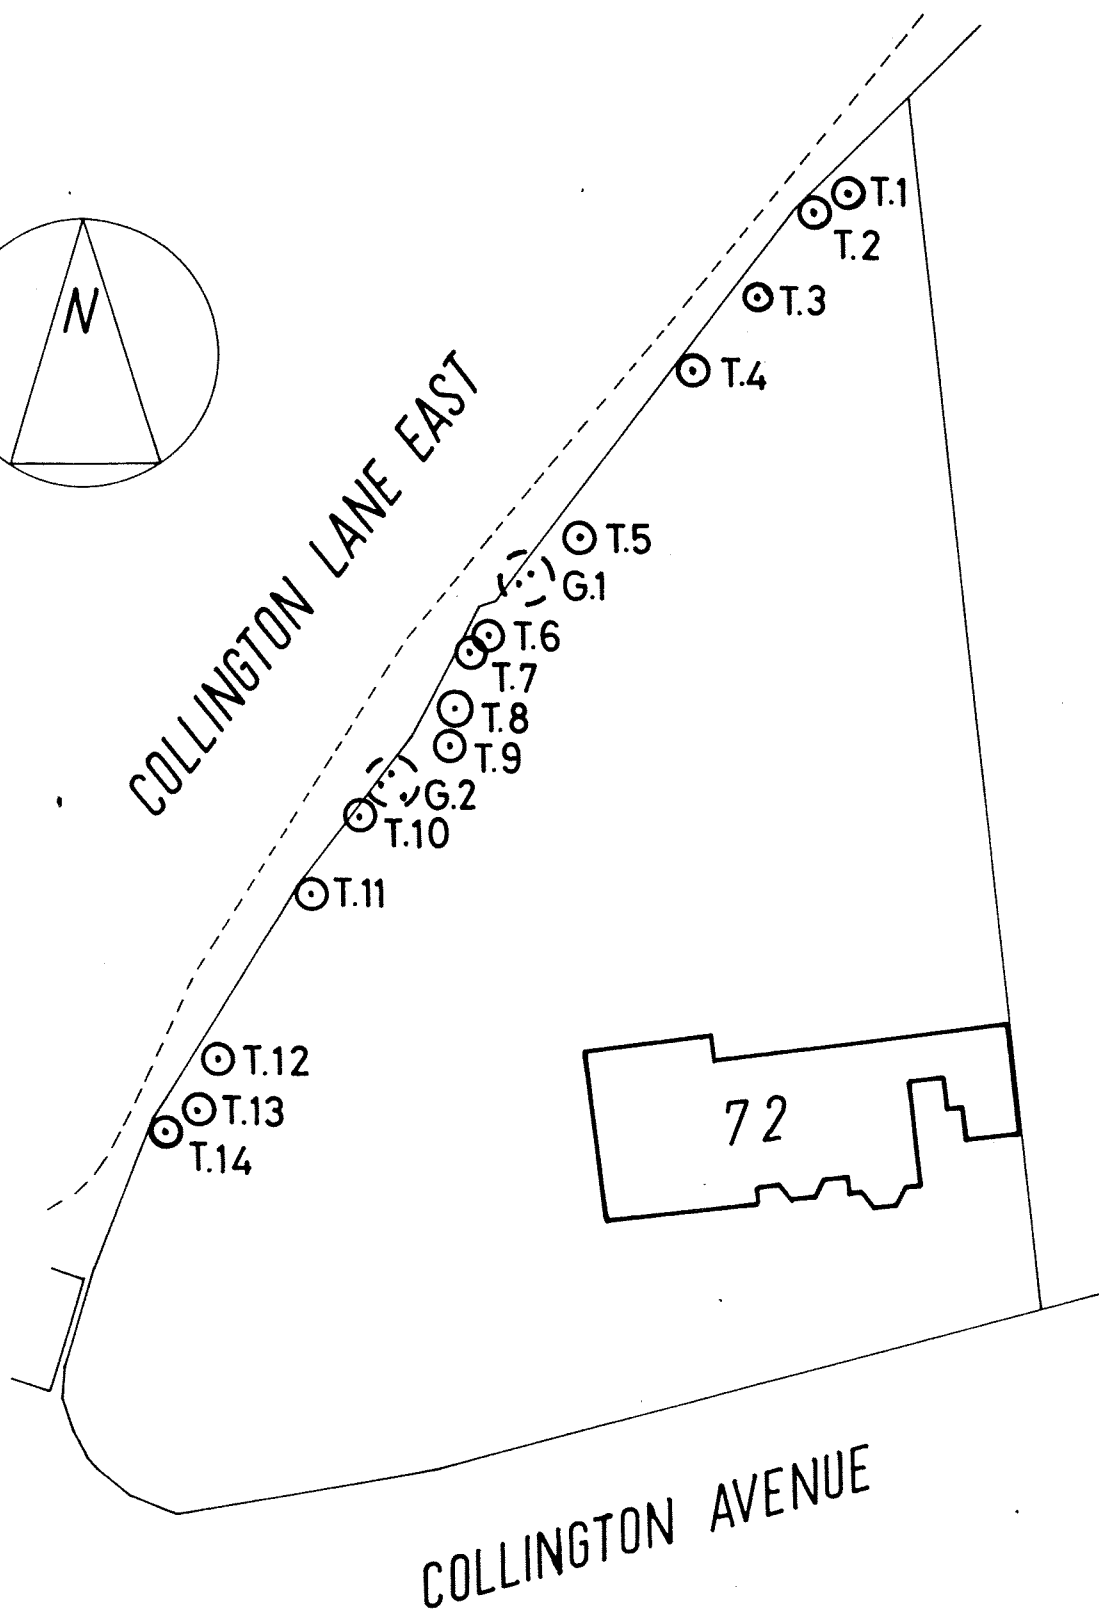 T.1
T.2
N
T.3
T.4
COLLINGTON LANE EAST
T.5
G.1
T.6
T.7
T.8
T.9
G.2
T.10
T.11
T.12
72
T.13
T.14
COLLINGTON AVENUE